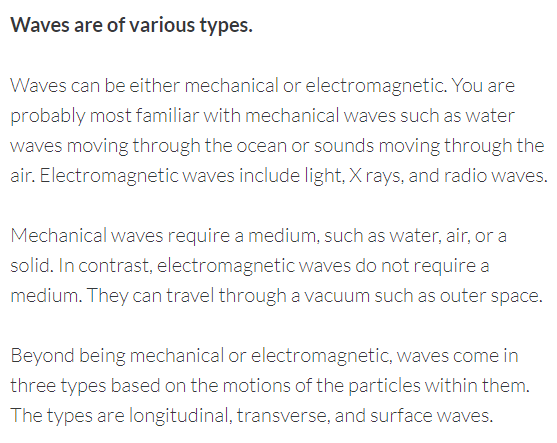 Waves are of various types.
Waves can be either mechanical or electromagnetic. You are
probably most familiar with mechanical waves such as water
waves moving through the ocean or sounds moving through the
air. Electromagnetic waves include light, X rays, and radio waves.
Mechanical waves require a medium, such as water, air, or a
solid. In contrast, electromagnetic waves do not require a
medium. They can travel through a vacuum such as outer space.
Beyond being mechanical or electromagnetic, waves come in
three types based on the motions of the particles within them.
The types are longitudinal, transverse, and surface waves.